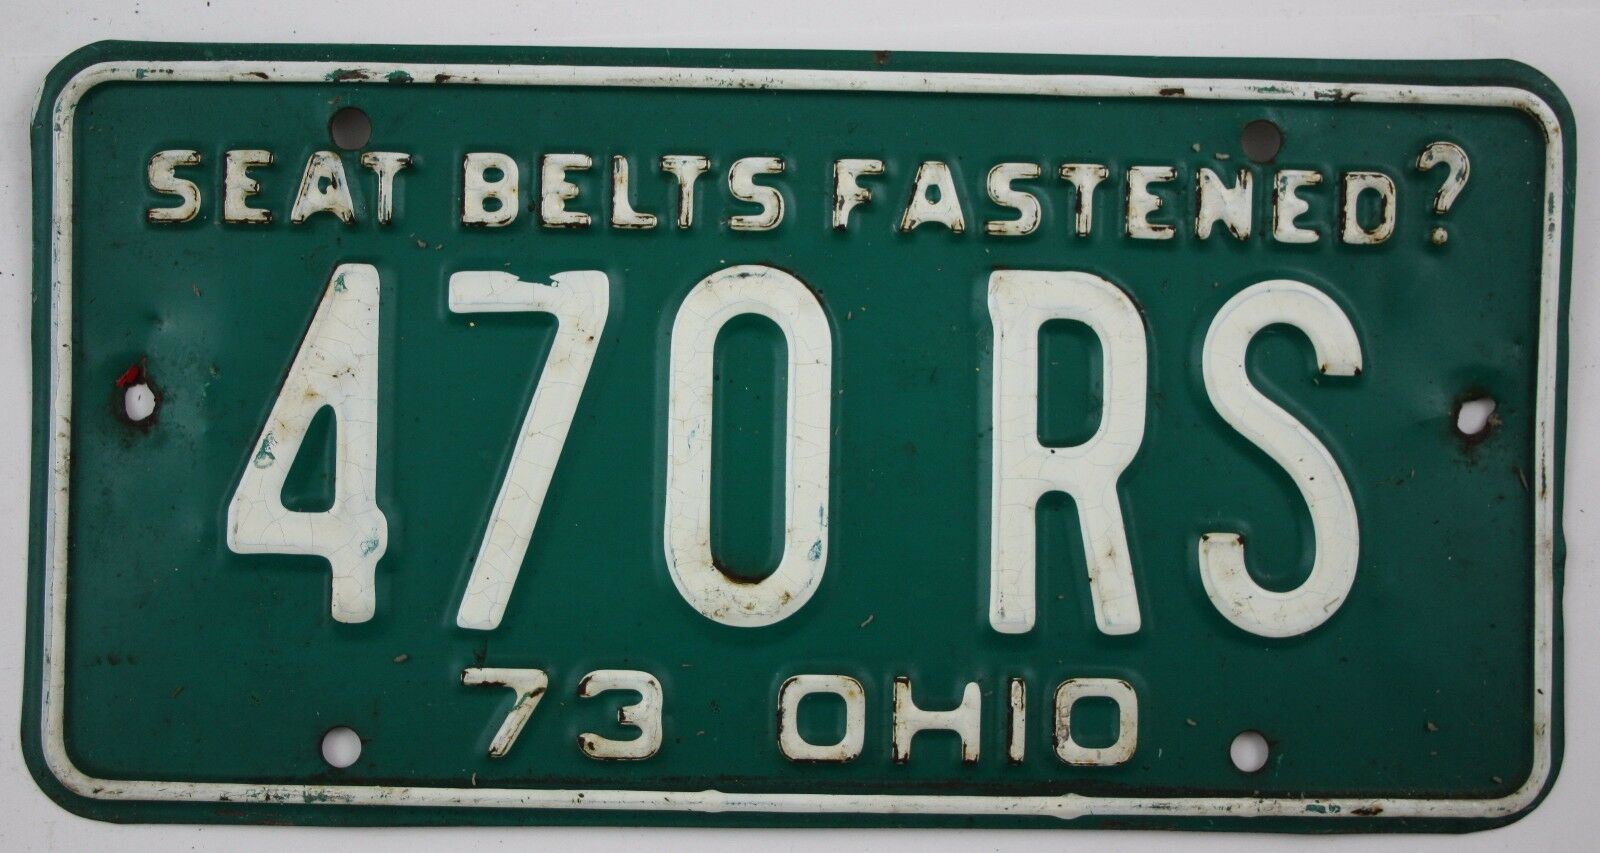 SEAT BELTS FASTENED?
470 RS
73 OHIO